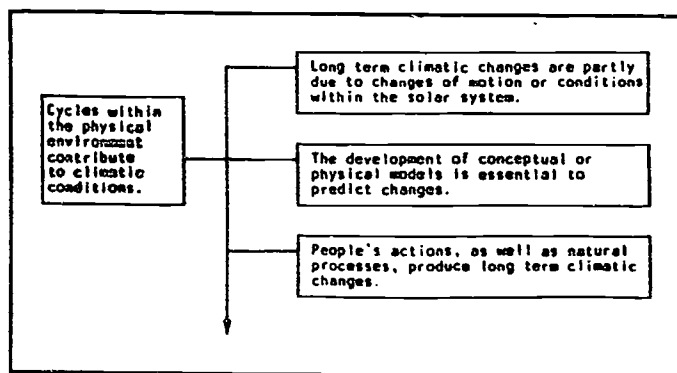 Cycles within
the physical
environment
contribute
to climatic
conditions.
Long term climatic changes are partly
due to changes of motion or conditions
within the solar system.
The development of conceptual or
physical models is essential to
predict changes.
People's actions, as well as natural
processes, produce long term climatic
changes.